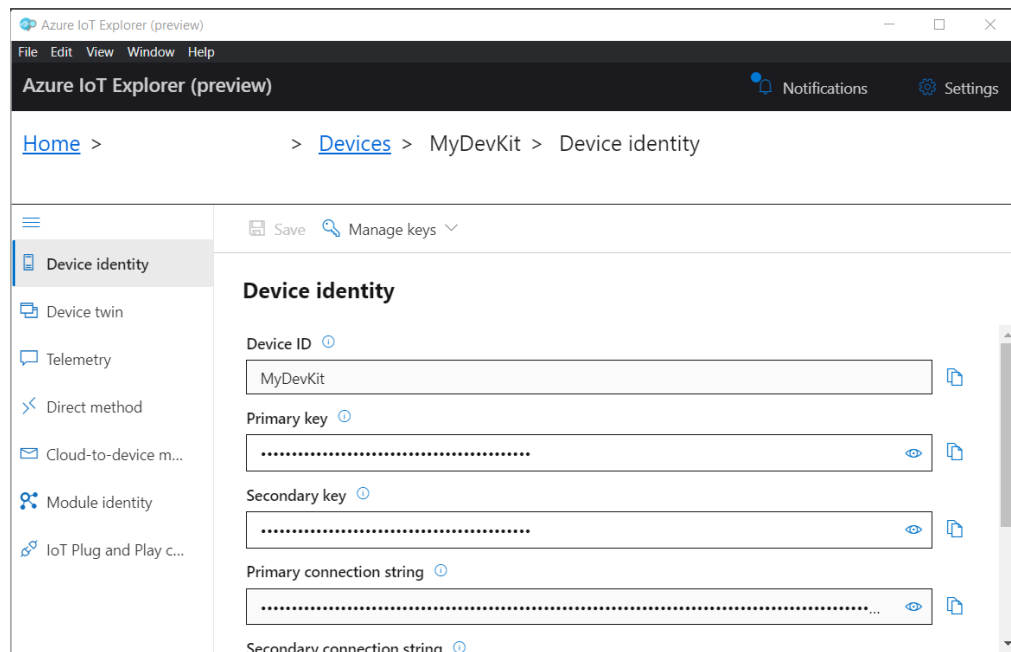 Azure IoT Explorer (preview)
File Edit View Window Help
Azure IoT Explorer (preview)
Notifications
Settings
Home > > Devices > MyDevKit > Device identity
Save
Manage keys
Device identity
Device twin
Telemetry
Direct method
Cloud-to-device m...
Module identity
IoT Plug and Play c...
Device identity
Device ID
MyDevKit
Primary key
••••••••••••••••••••••••••••••••••••••••••••
Secondary key
••••••••••••••••••••••••••••••••••••••••••••
Primary connection string
••••••••••••••••••••••••••••••••••••••••••••••••••••••••••••••••••••••••••••••••••••••••••••••••••••...
Secondary connection string